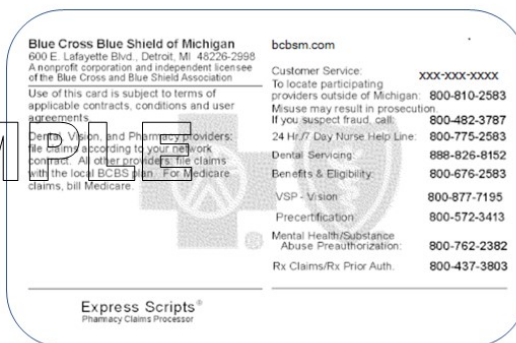 Blue Cross Blue Shield of Michigan
600 E. Lafayette Blvd., Detroit, MI 48226-2998
A nonprofit corporation and independent licensee
of the Blue Cross and Blue Shield Association
Use of this card is subject to terms of
applicable contracts, conditions and user
agreements.
Dental, Vision, and Pharmacy providers:
file claims according to your network
contract. All other providers: file claims
with the local BCBS plan. For Medicare
claims, bill Medicare.
MPLE
Express Scripts®
Pharmacy Claims Processor
bcbsm.com
Customer Service: xxx-xxx-xxxx
To locate participating
providers outside of Michigan: 800-810-2583
Misuse may result in prosecution.
If you suspect fraud, call: 800-482-3787
24 Hr./7 Day Nurse Help Line: 800-775-2583
Dental Servicing: 888-826-8152
Benefits & Eligibility: 800-676-2583
VSP - Vision 800-877-7195
Precertification: 800-572-3413
Mental Health/Substance
Abuse Preauthorization: 800-762-2382
Rx Claims/Rx Prior Auth. 800-437-3803